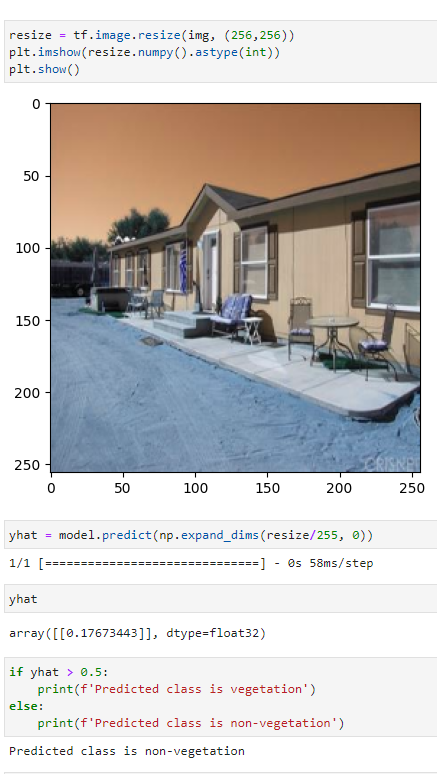 resize = tf.image.resize(img, (256,256))
plt.imshow(resize.numpy().astype(int))
plt.show()
0
50
100
150
200
250
0 50 100 150 200 250
CRISNet
yhat = model.predict(np.expand_dims(resize/255, 0))
1/1 [==============================] - 0s 58ms/step
yhat
array([[0.17673443]], dtype=float32)
if yhat > 0.5:
    print(f'Predicted class is vegetation')
else:
    print(f'Predicted class is non-vegetation')
Predicted class is non-vegetation